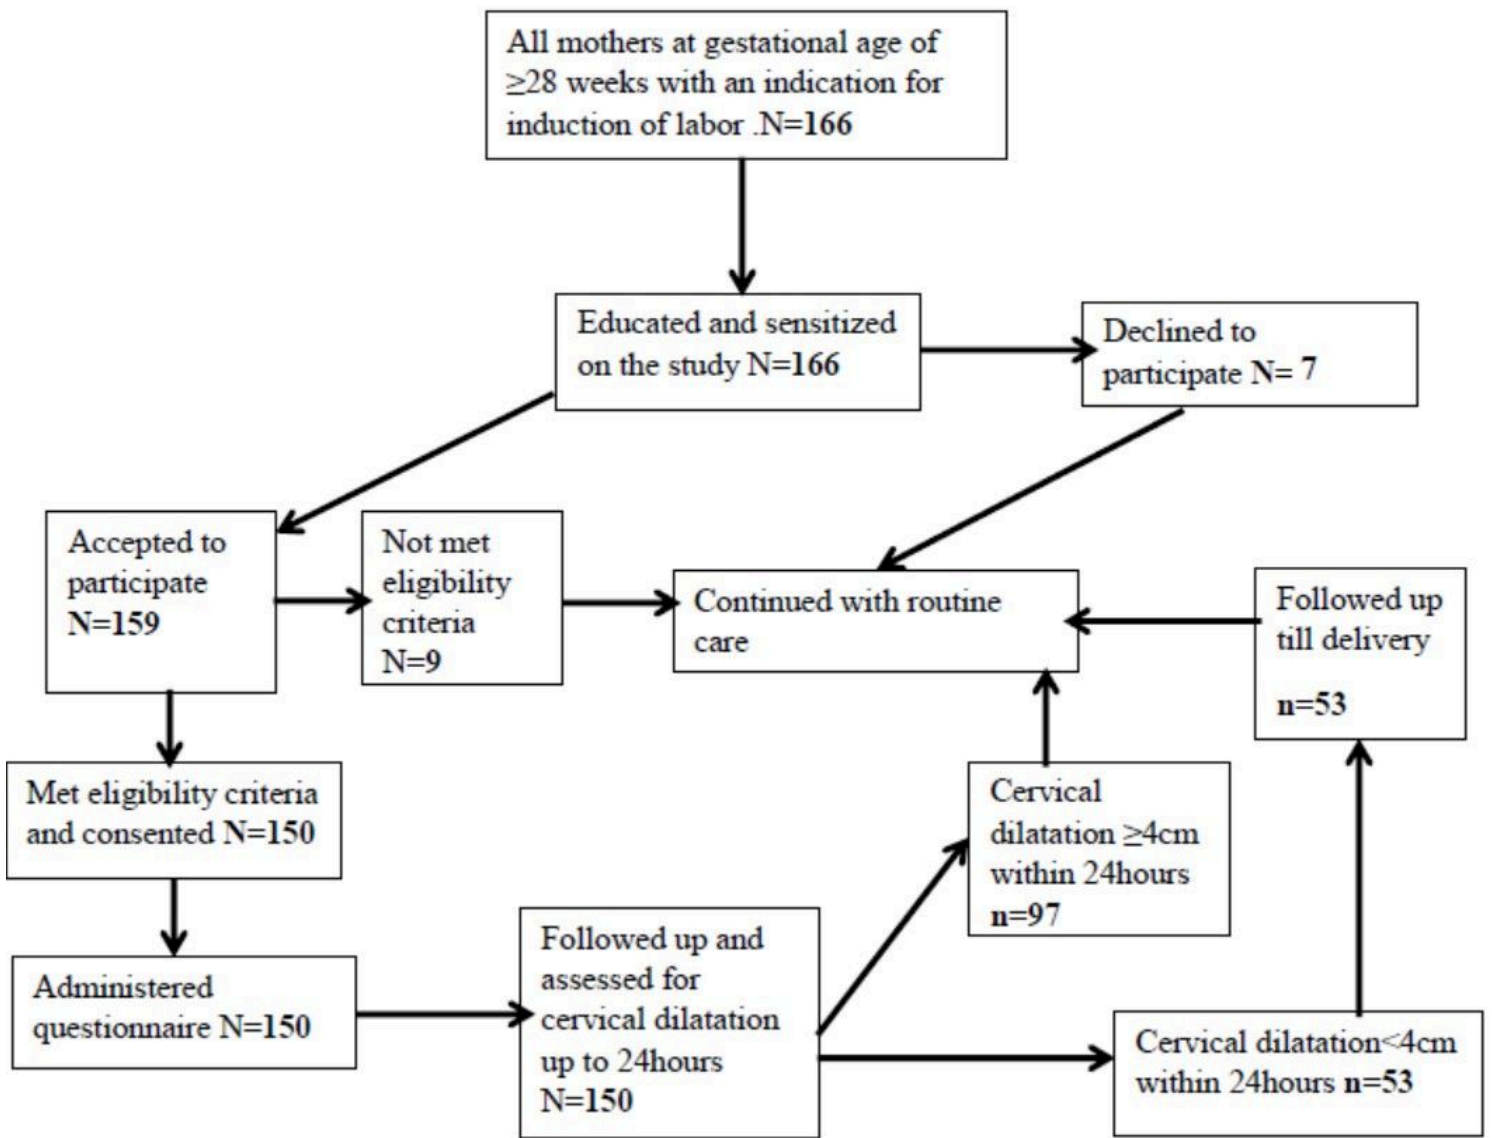 All mothers at gestational age of
≥28 weeks with an indication for
induction of labor .N=166
Educated and sensitized
on the study N=166
Declined to
participate N= 7
Accepted to
participate
N=159
Not met
eligibility
criteria
N=9
Continued with routine
care
Followed up
till delivery
n=53
Met eligibility criteria
and consented N=150
Cervical
dilatation ≥4cm
within 24hours
n=97
Administered
questionnaire N=150
Followed up and
assessed for
cervical dilatation
up to 24hours
N=150
Cervical dilatation<4cm
within 24hours n=53